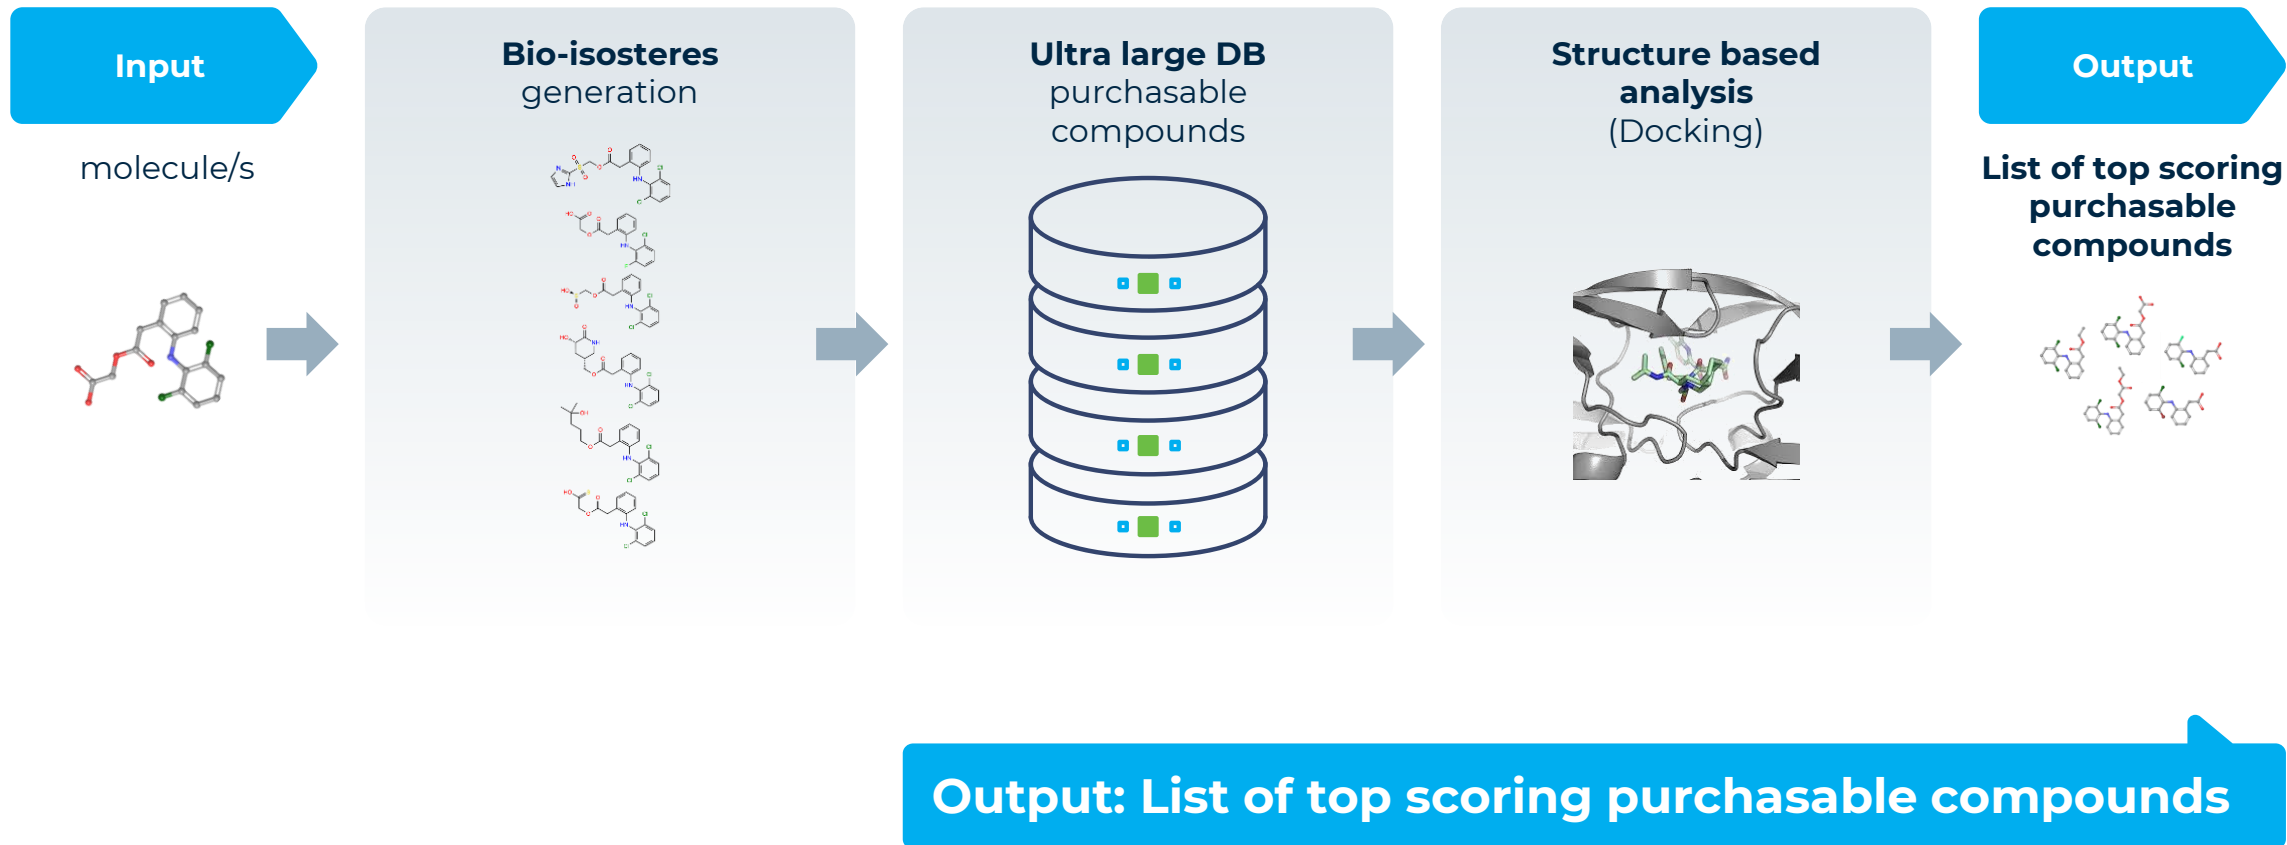 Input
molecule/s
Bio-isosteres
generation
Ultra large DB
purchasable
compounds
Structure based
analysis
(Docking)
Output
List of top scoring
purchasable
compounds
Output: List of top scoring purchasable compounds